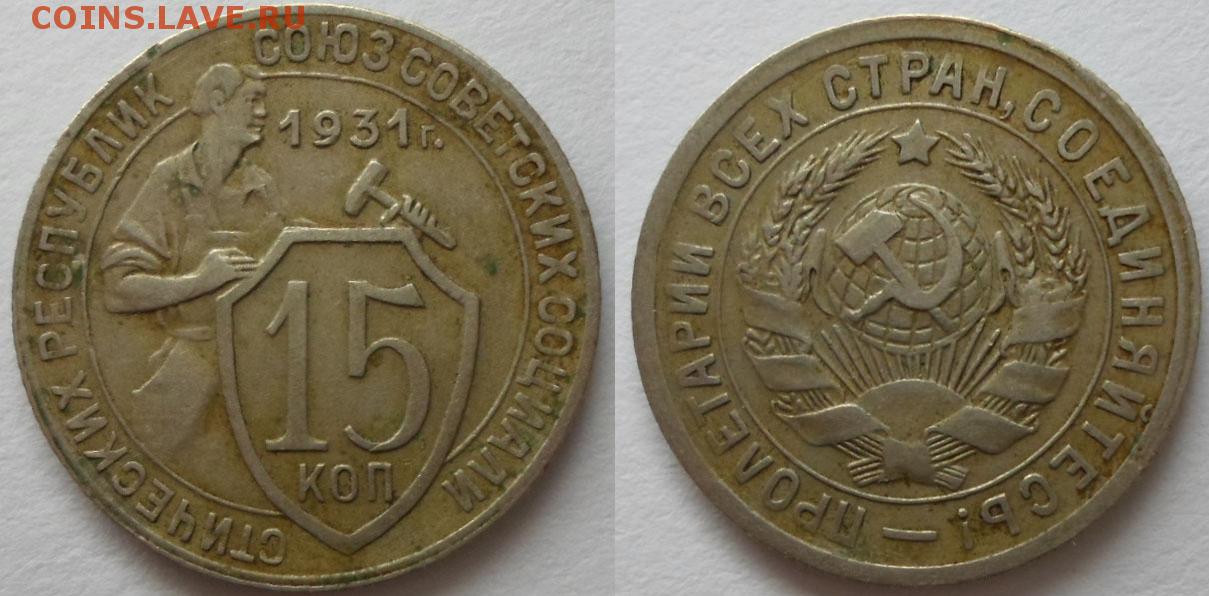 COINS.LAVE.RU
СОЮЗ СОВЕТСКИХ СОЦИАЛИСТИЧЕСКИХ РЕСПУБЛИК
1931г.
15
КОП
ПРОЛЕТАРИИ ВСЕХ СТРАН, СОЕДИНЯЙТЕСЬ! —